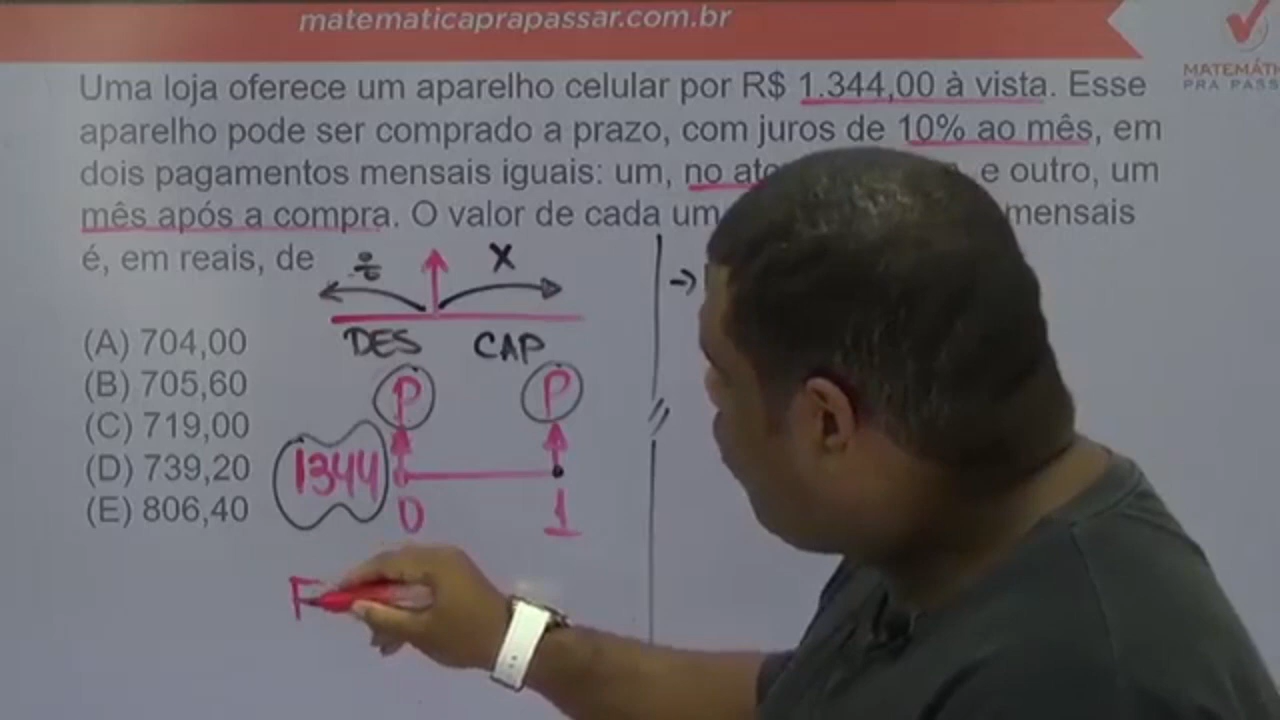 matematicaprapassar.com.br
MATEMÁT
PRA PASS
Uma loja oferece um aparelho celular por R$ 1.344,00 à vista. Esse
aparelho pode ser comprado a prazo, com juros de 10% ao mês, em
dois pagamentos mensais iguais: um, no ato e outro, um
mês após a compra. O valor de cada um mensais
é, em reais, de
÷ X
DES CAP
(A) 704,00
(B) 705,60
(C) 719,00
(D) 739,20
(E) 806,40
P P
1344
0 1